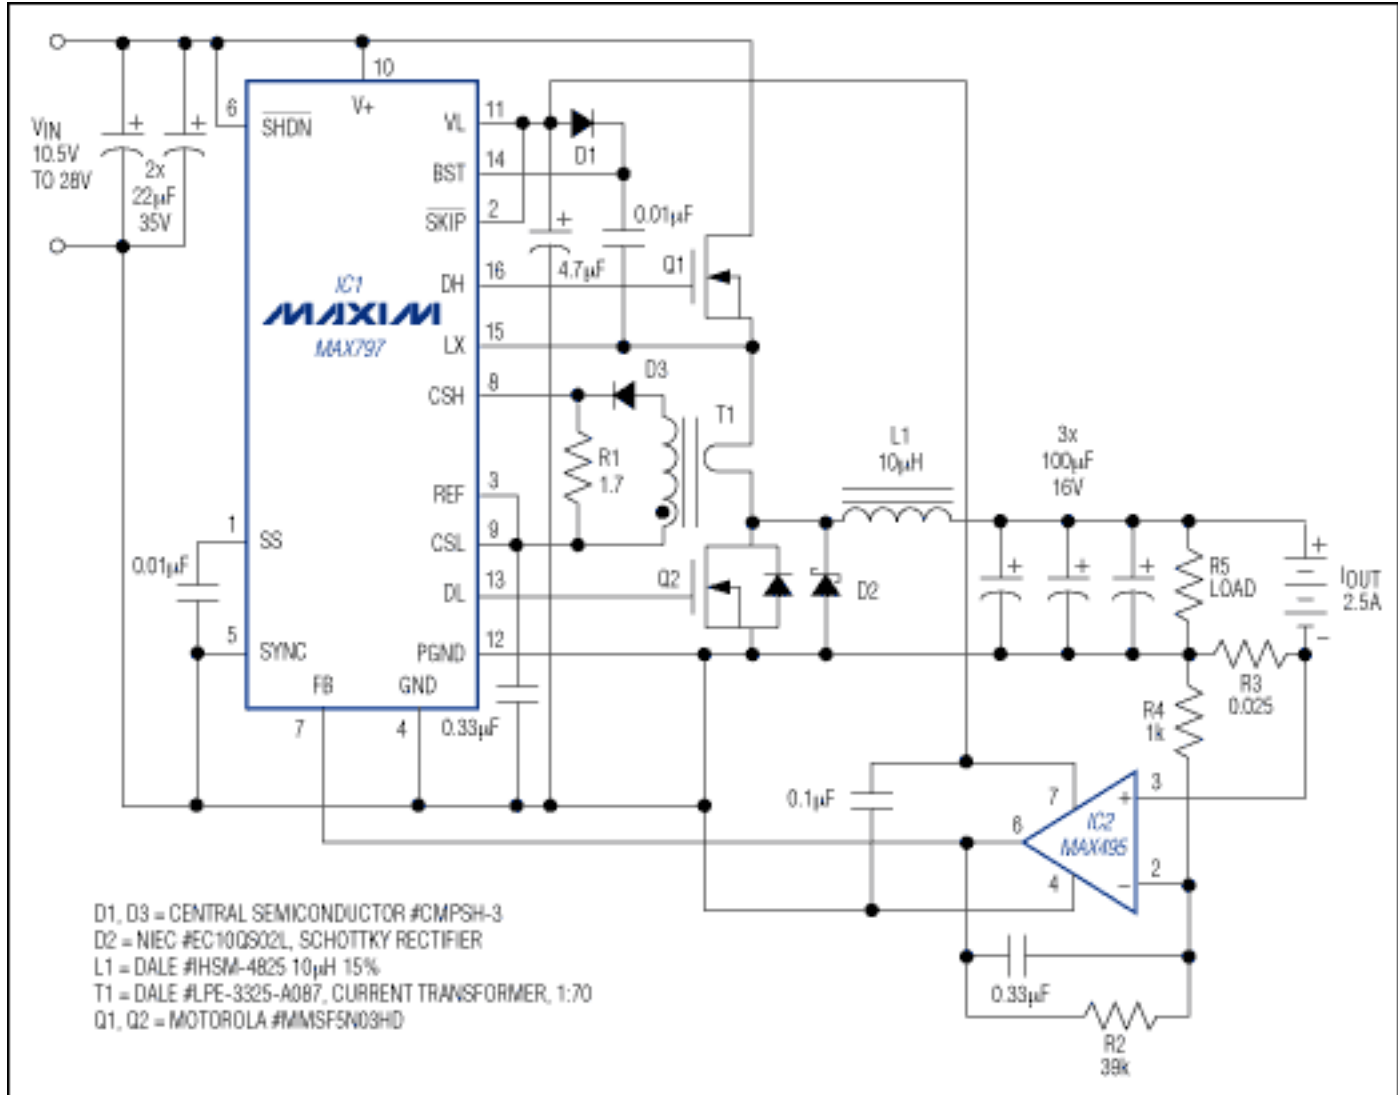 10
V+
6
SHDN
VL
11
D1
VIN
10.5V
TO 28V
2x
22µF
35V
BST
14
SKIP
2
0.01µF
4.7µF
Q1
DH
16
IC1
MAXIM
MAX797
LX
15
D3
CSH
8
T1
R1
1.7
L1
10µH
3x
100µF
16V
REF
3
1
SS
CSL
9
0.01µF
Q2
DL
13
D2
+
+
+
+
+
+
+
R5
LOAD
IOUT
2.5A
−
5
SYNC
PGND
12
FB
GND
7
4
0.33µF
R3
0.025
R4
1k
0.1µF
7
+
3
6
IC2
MAX495
4
−
2
0.33µF
R2
39k
D1, D3 = CENTRAL SEMICONDUCTOR #CMPSH-3
D2 = NIEC #EC10QS02L, SCHOTTKY RECTIFIER
L1 = DALE #IHSM-4825 10µH 15%
T1 = DALE #LPE-3325-A087, CURRENT TRANSFORMER, 1:70
Q1, Q2 = MOTOROLA #MMSF5N03HD